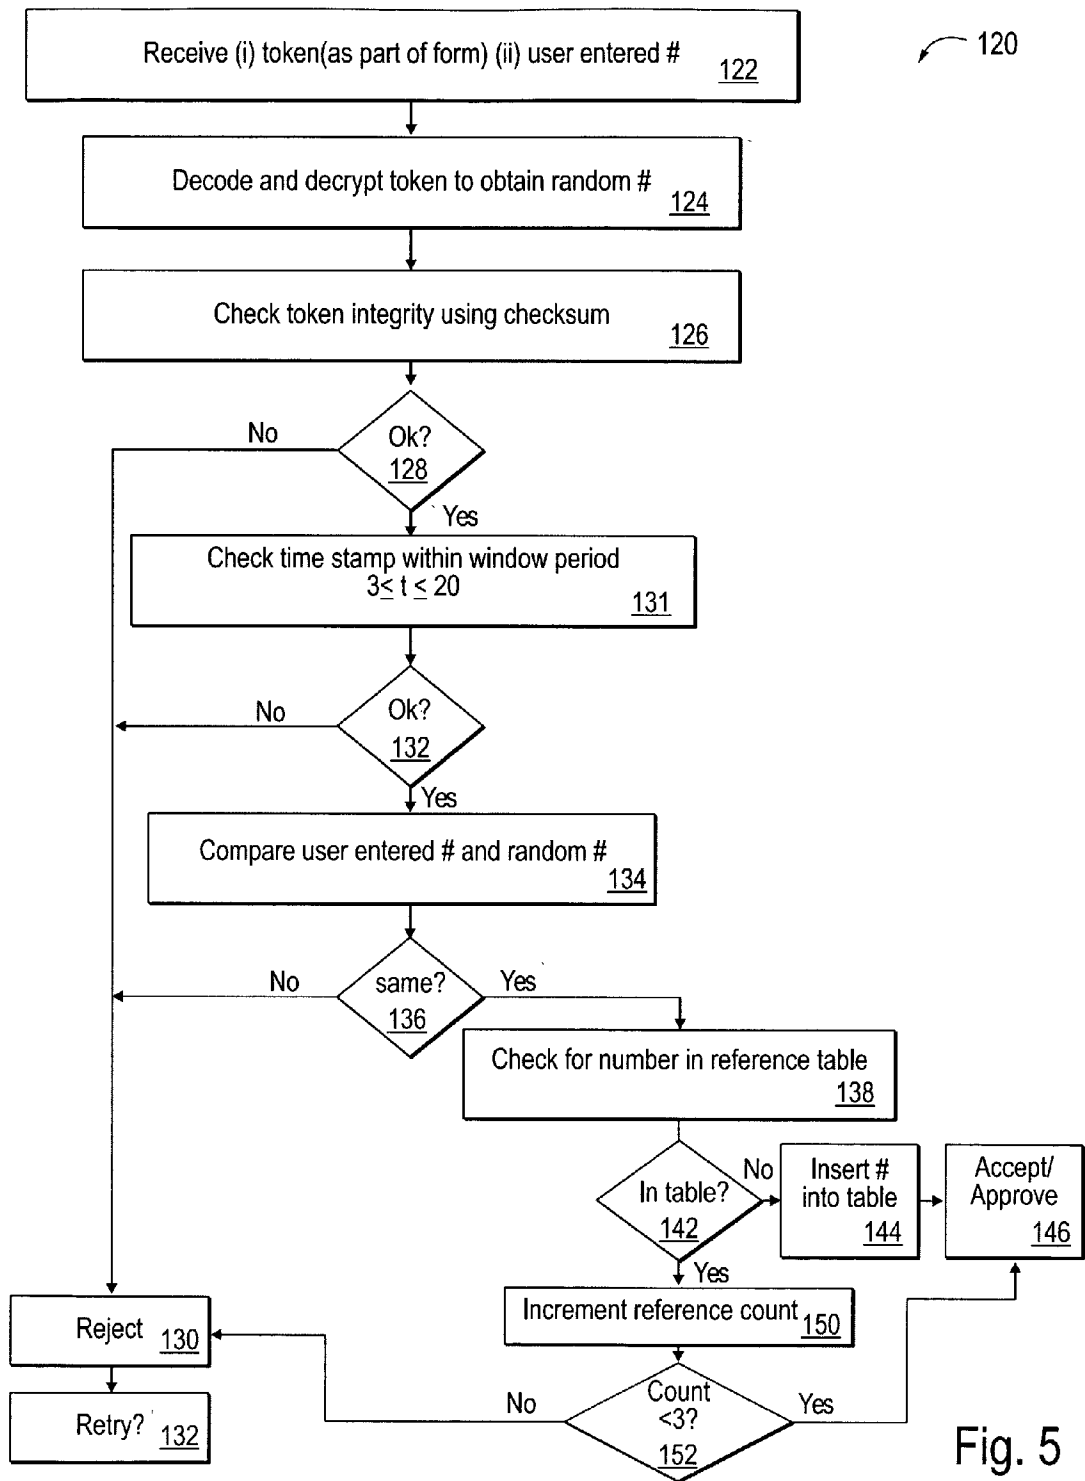 120
Receive (i) token(as part of form) (ii) user entered #
122
Decode and decrypt token to obtain random #
124
Check token integrity using checksum
126
No
Ok?
128
Yes
Check time stamp within window period
3≤ t ≤ 20
131
No
Ok?
132
Yes
Compare user entered # and random #
134
No
same?
136
Yes
Check for number in reference table
138
In table?
142
No
Insert #
into table
144
Accept/
Approve
146
Yes
Increment reference count
150
Reject
130
No
Count
<3?
152
Yes
Retry?
132
Fig. 5